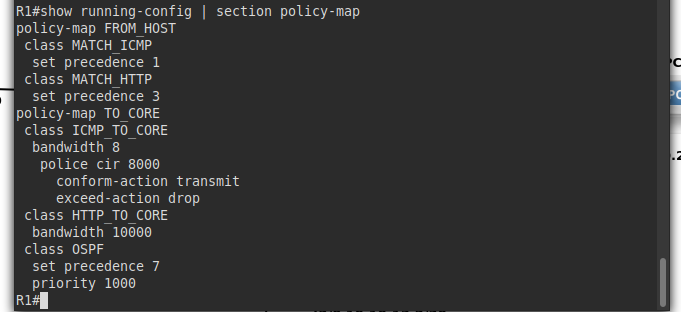 R1#show running-config | section policy-map
policy-map FROM_HOST
 class MATCH_ICMP
  set precedence 1
 class MATCH_HTTP
  set precedence 3
policy-map TO_CORE
 class ICMP_TO_CORE
  bandwidth 8
   police cir 8000
     conform-action transmit
     exceed-action drop
 class HTTP_TO_CORE
  bandwidth 10000
 class OSPF
  set precedence 7
  priority 1000
R1#